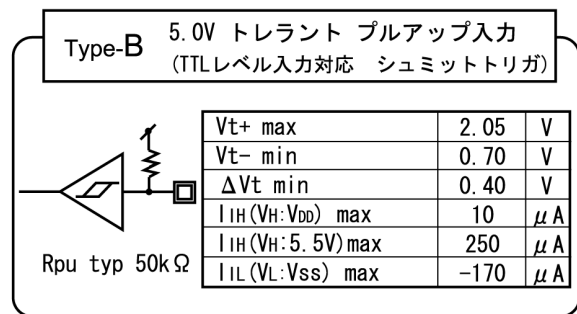 Type-B 5.0V トレラント プルアップ入力
(TTLレベル入力対応 シュミットトリガ)
Vt+ max 2.05 V
Vt- min 0.70 V
ΔVt min 0.40 V
IIH(VH:VDD) max 10 μA
IIH(VH:5.5V)max 250 μA
IIL(VL:Vss) max -170 μA
Rpu typ 50kΩ